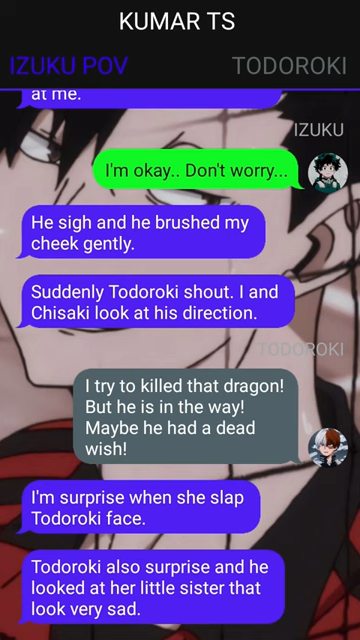 KUMAR TS
IZUKU POV
TODOROKI
at me.
IZUKU
I'm okay.. Don't worry...
He sigh and he brushed my
cheek gently.
Suddenly Todoroki shout. I and
Chisaki look at his direction.
TODOROKI
I try to killed that dragon!
But he is in the way!
Maybe he had a dead
wish!
I'm surprise when she slap
Todoroki face.
Todoroki also surprise and he
looked at her little sister that
look very sad.